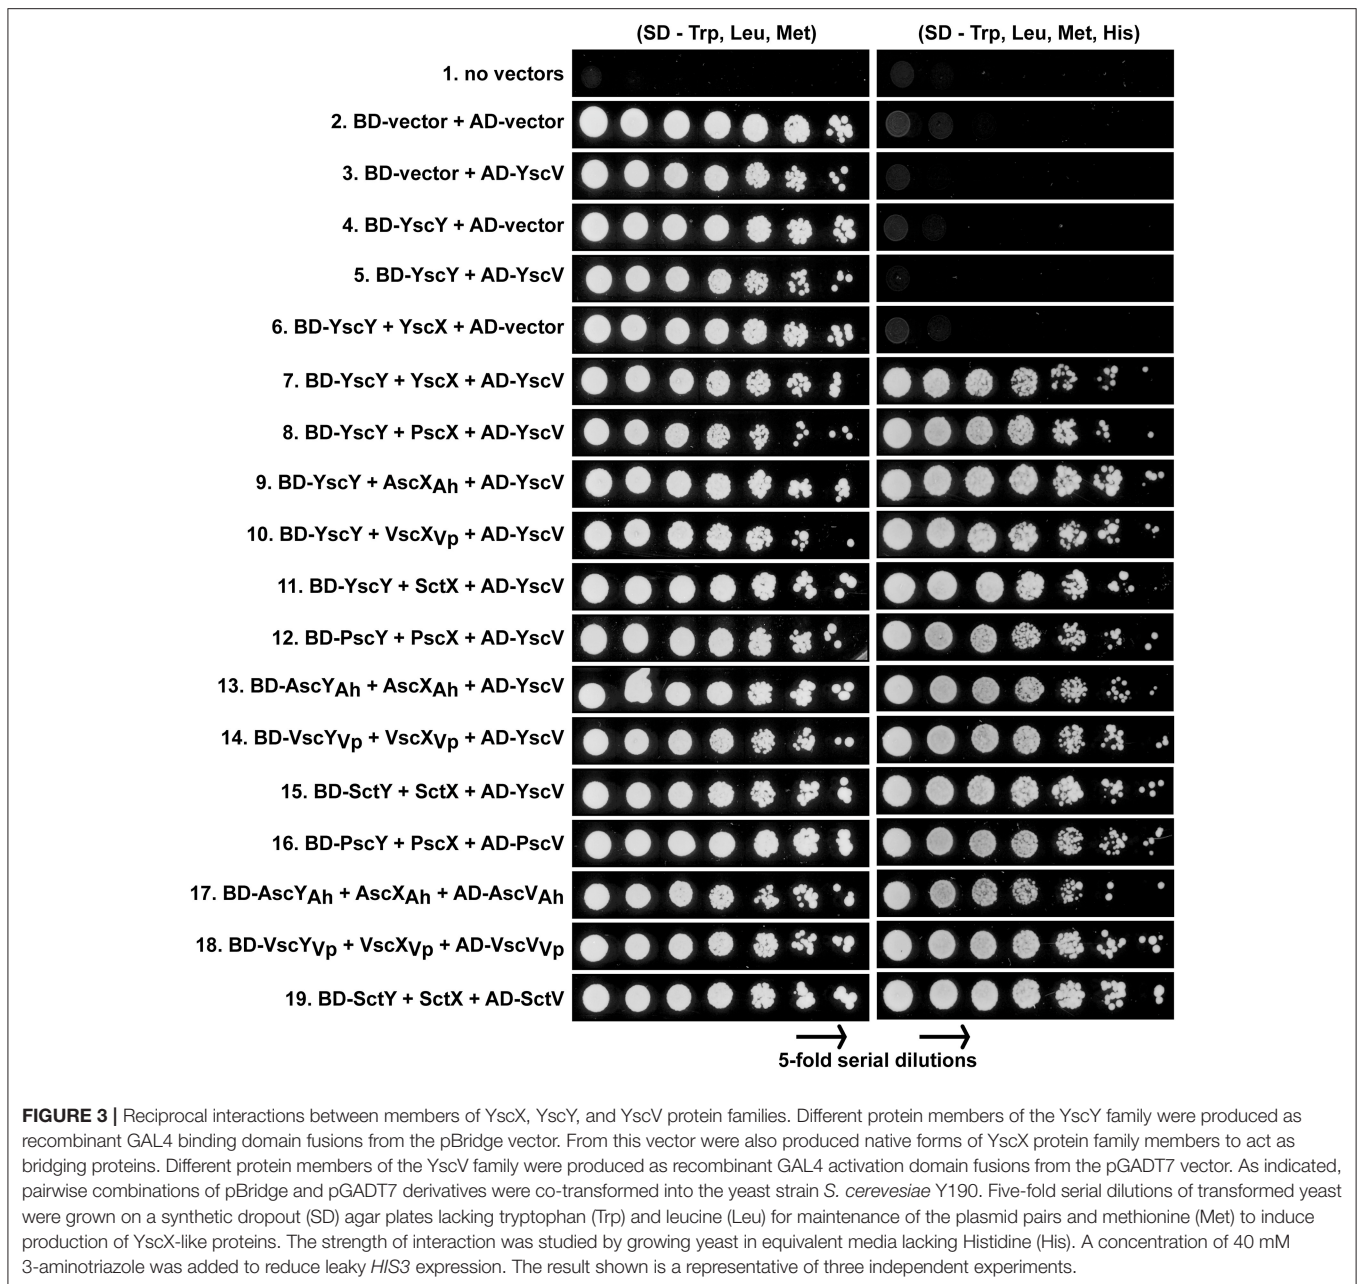 (SD - Trp, Leu, Met) (SD - Trp, Leu, Met, His)
1. no vectors
2. BD-vector + AD-vector
3. BD-vector + AD-YscV
4. BD-YscY + AD-vector
5. BD-YscY + AD-YscV
6. BD-YscY + YscX + AD-vector
7. BD-YscY + YscX + AD-YscV
8. BD-YscY + PscX + AD-YscV
9. BD-YscY + AscXAh + AD-YscV
10. BD-YscY + VscXVp + AD-YscV
11. BD-YscY + SctX + AD-YscV
12. BD-PscY + PscX + AD-YscV
13. BD-AscYAh + AscXAh + AD-YscV
14. BD-VscYVp + VscXVp + AD-YscV
15. BD-SctY + SctX + AD-YscV
16. BD-PscY + PscX + AD-PscV
17. BD-AscYAh + AscXAh + AD-AscVAh
18. BD-VscYVp + VscXVp + AD-VscVVp
19. BD-SctY + SctX + AD-SctV
5-fold serial dilutions
FIGURE 3 | Reciprocal interactions between members of YscX, YscY, and YscV protein families. Different protein members of the YscY family were produced as
recombinant GAL4 binding domain fusions from the pBridge vector. From this vector were also produced native forms of YscX protein family members to act as
bridging proteins. Different protein members of the YscV family were produced as recombinant GAL4 activation domain fusions from the pGADT7 vector. As indicated,
pairwise combinations of pBridge and pGADT7 derivatives were co-transformed into the yeast strain S. cerevesiae Y190. Five-fold serial dilutions of transformed yeast
were grown on a synthetic dropout (SD) agar plates lacking tryptophan (Trp) and leucine (Leu) for maintenance of the plasmid pairs and methionine (Met) to induce
production of YscX-like proteins. The strength of interaction was studied by growing yeast in equivalent media lacking Histidine (His). A concentration of 40 mM
3-aminotriazole was added to reduce leaky HIS3 expression. The result shown is a representative of three independent experiments.